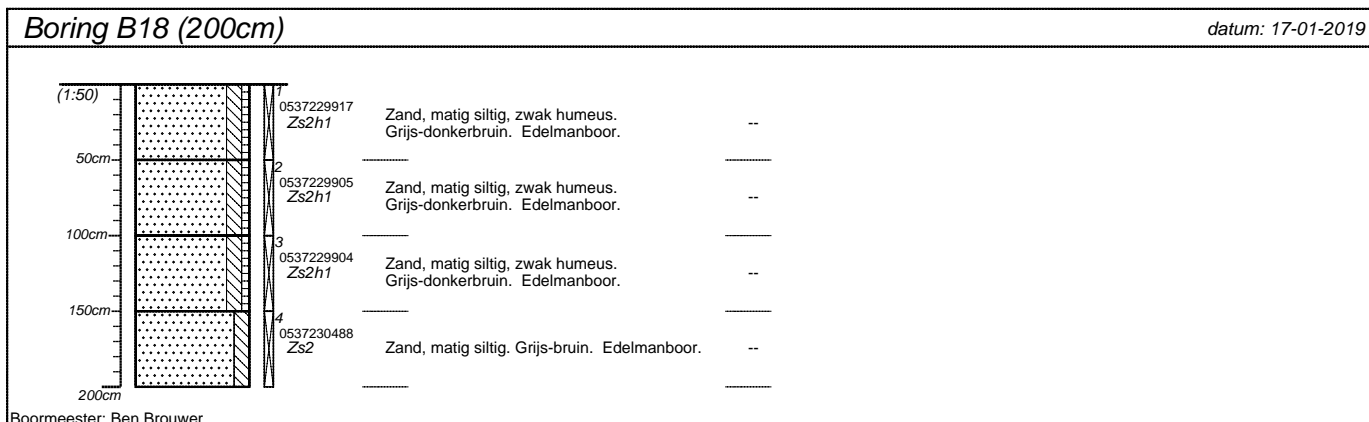 Boring B18 (200cm)
datum: 17-01-2019
(1:50)
1
0537229917
Zs2h1
Zand, matig siltig, zwak humeus.
Grijs-donkerbruin. Edelmanboor.
--
50cm
2
0537229905
Zs2h1
Zand, matig siltig, zwak humeus.
Grijs-donkerbruin. Edelmanboor.
--
100cm
3
0537229904
Zs2h1
Zand, matig siltig, zwak humeus.
Grijs-donkerbruin. Edelmanboor.
--
150cm
4
0537230488
Zs2
Zand, matig siltig. Grijs-bruin. Edelmanboor.
--
200cm
Boormeester: Ben Brouwer